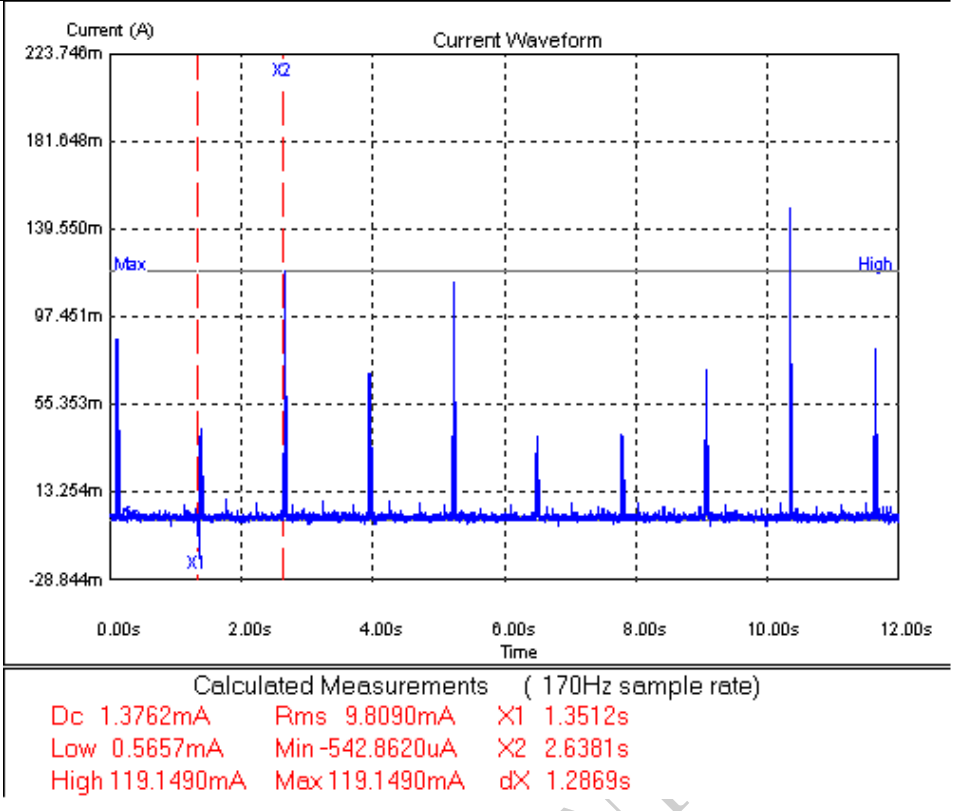 Current (A)
Current Waveform
223.746m
X2
181.648m
139.550m
Max
High
97.451m
55.353m
13.254m
X1
-28.844m
0.00s 2.00s 4.00s 6.00s 8.00s 10.00s 12.00s
Time
Calculated Measurements ( 170Hz sample rate)
Dc 1.3762mA Rms 9.8090mA X1 1.3512s
Low 0.5657mA Min -542.8620uA X2 2.6381s
High 119.1490mA Max 119.1490mA dX 1.2869s